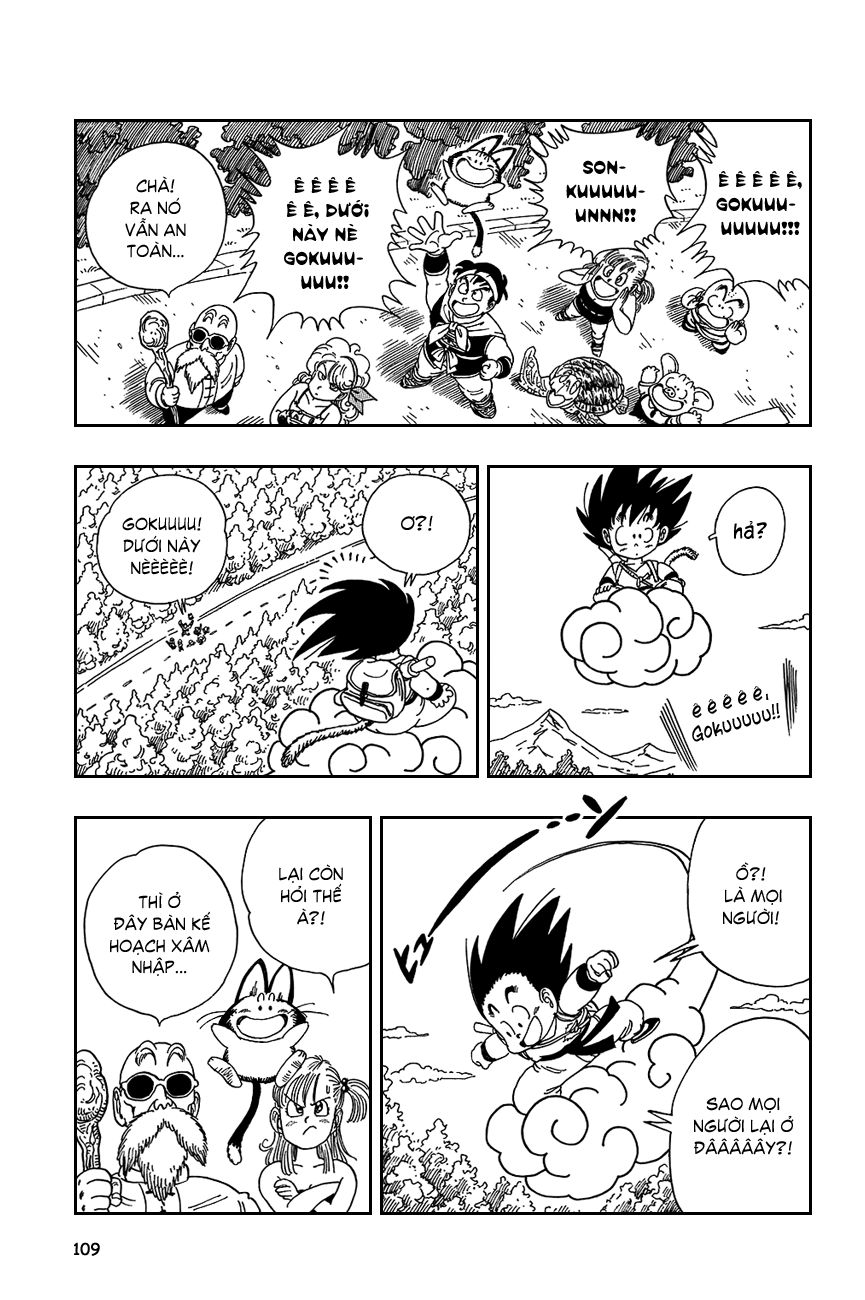 Ê Ê Ê Ê Ê,
GOKUUU-
UUUUU!!!
SON-
KUUUUU-
UNNN!!
Ê Ê Ê Ê
Ê Ê, DƯỚI
NÀY NÈ
GOKUUU-
UUU!!
CHÀ!
RA NÓ
VẪN AN
TOÀN...
HẢ?
Ê Ê Ê Ê Ê,
GOKUUUUU!!
Ơ?!
GOKUUUU!
DƯỚI NÀY
NÈÈÈÈÈ!
Ồ?!
LÀ MỌI
NGƯỜI!
SAO MỌI
NGƯỜI LẠI Ở
ĐÂÂÂÂÂY?!
LẠI CÒN
HỎI THẾ
À?!
THÌ Ở
ĐÂY BÀN KẾ
HOẠCH XÂM
NHẬP...
109